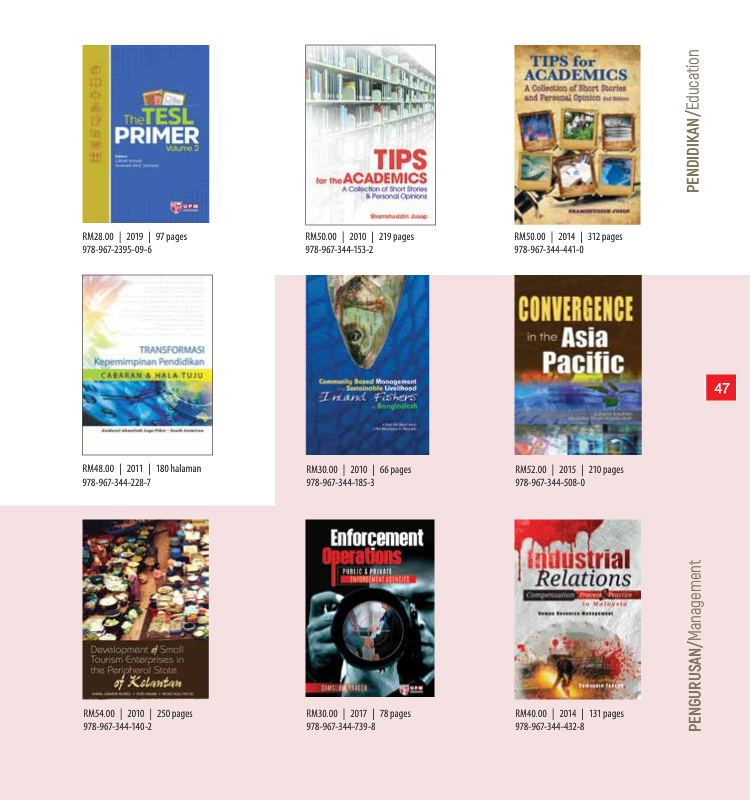 PENDIDIKAN/Education
The TESL
PRIMER
Volume 2
Editors
UPM
RM28.00 | 2019 | 97 pages
978-967-2395-09-6
TIPS
for the ACADEMICS
A Collection of Short Stories
& Personal Opinions
Shamshuddin Jusop
RM50.00 | 2010 | 219 pages
978-967-344-153-2
TIPS for
ACADEMICS
A Collection of Short Stories
and Personal Opinion 2nd Edition
SHAMSHUDDIN JUSOP
RM50.00 | 2014 | 312 pages
978-967-344-441-0
TRANSFORMASI
Kepemimpinan Pendidikan
CABARAN & HALA TUJU
RM48.00 | 2011 | 180 halaman
978-967-344-228-7
Community Based Management
Sustainable Livelihood
Inland Fishers
Bangladesh
RM30.00 | 2010 | 66 pages
978-967-344-185-3
CONVERGENCE
in the Asia
Pacific
RM52.00 | 2015 | 210 pages
978-967-344-508-0
47
PENGURUSAN/Management
Development of Small
Tourism Enterprises in
the Peripheral State
of Kelantan
RM54.00 | 2010 | 250 pages
978-967-344-140-2
Enforcement
Operations
PUBLIC & PRIVATE
ENFORCEMENT AGENCIES
UPM
RM30.00 | 2017 | 78 pages
978-967-344-739-8
Industrial
Relations
Compensation Process & Practice
in Malaysia
Human Resource Management
RM40.00 | 2014 | 131 pages
978-967-344-432-8